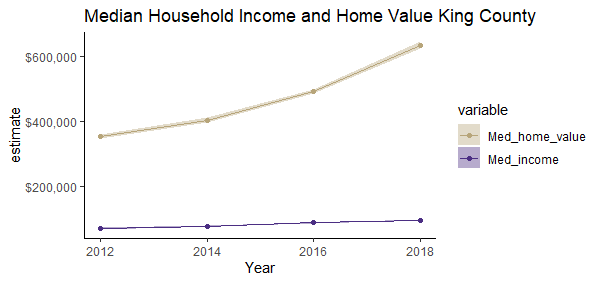 Median Household Income and Home Value King County
$600,000
$400,000
$200,000
estimate
2012
2014
2016
2018
Year
variable
Med_home_value
Med_income